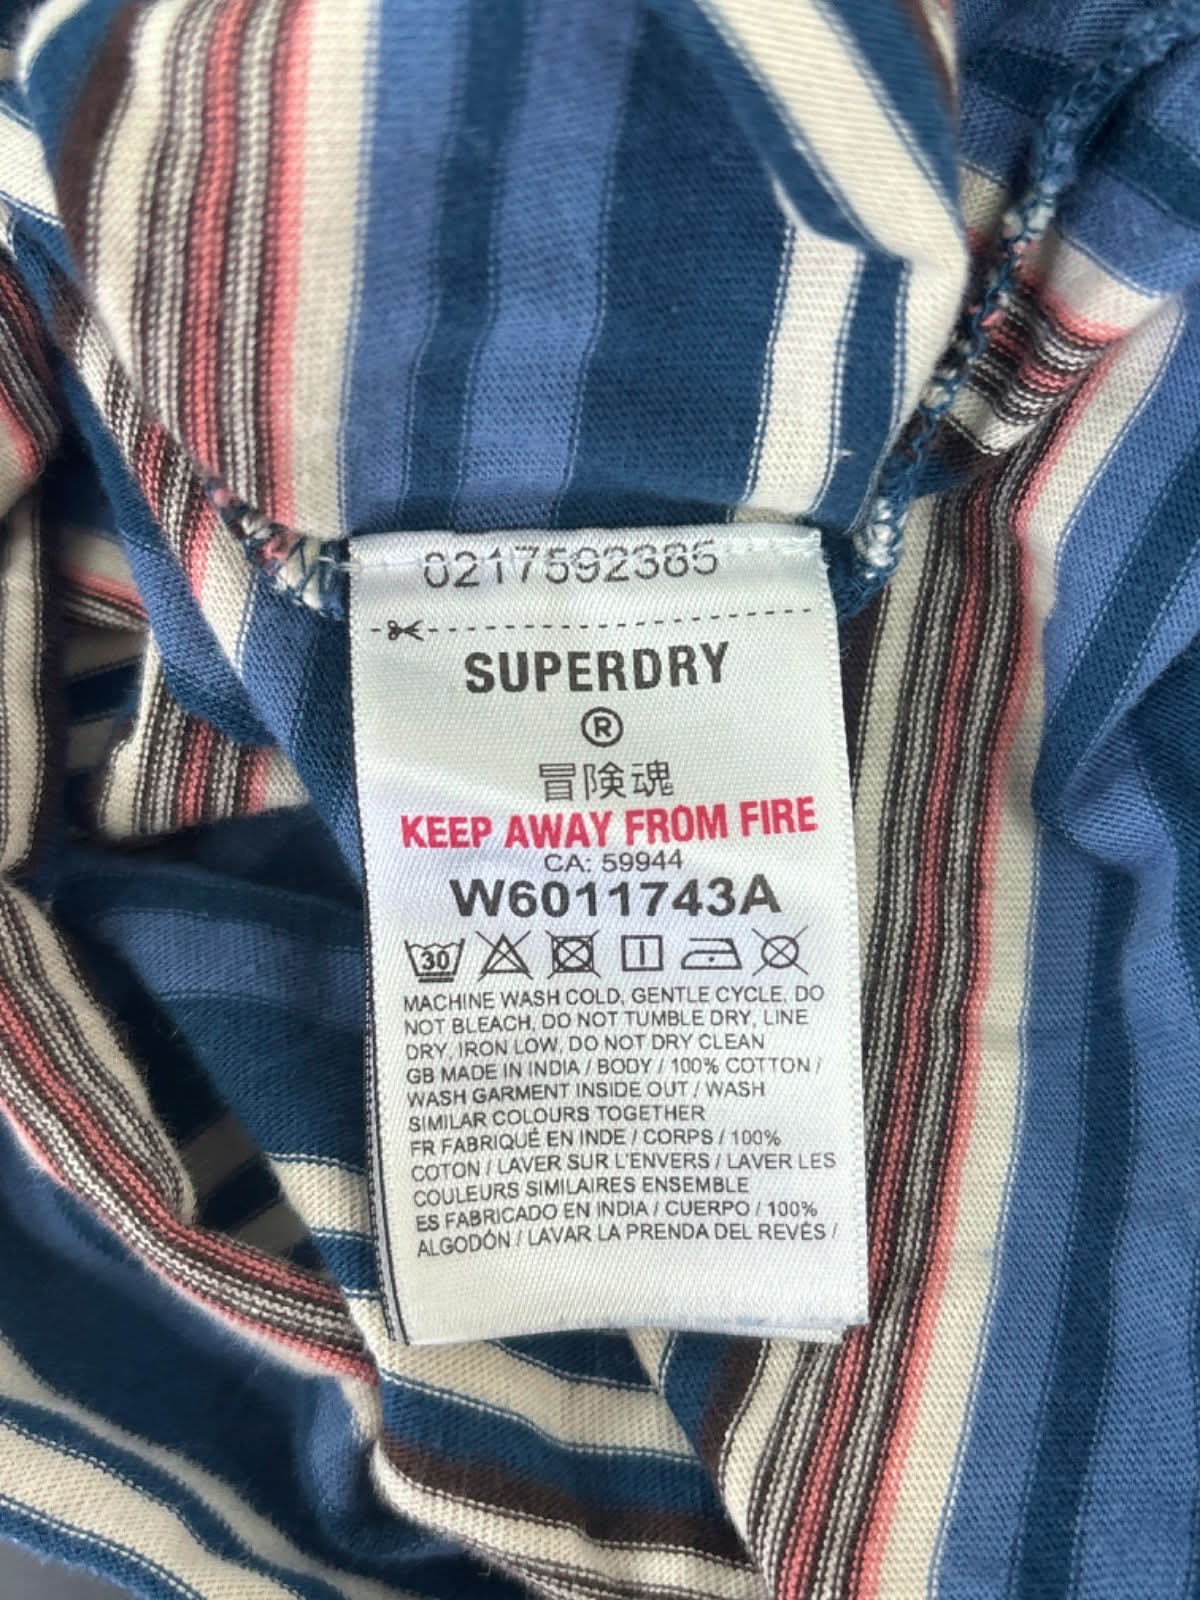 0217592385
SUPERDRY
®
冒険魂
KEEP AWAY FROM FIRE
CA: 59944
W6011743A
30
MACHINE WASH COLD, GENTLE CYCLE, DO
NOT BLEACH, DO NOT TUMBLE DRY, LINE
DRY, IRON LOW, DO NOT DRY CLEAN
GB MADE IN INDIA / BODY / 100% COTTON /
WASH GARMENT INSIDE OUT / WASH
SIMILAR COLOURS TOGETHER
FR FABRIQUÉ EN INDE / CORPS / 100%
COTON / LAVER SUR L'ENVERS / LAVER LES
COULEURS SIMILAIRES ENSEMBLE
ES FABRICADO EN INDIA / CUERPO / 100%
ALGODÓN / LAVAR LA PRENDA DEL REVÉS /